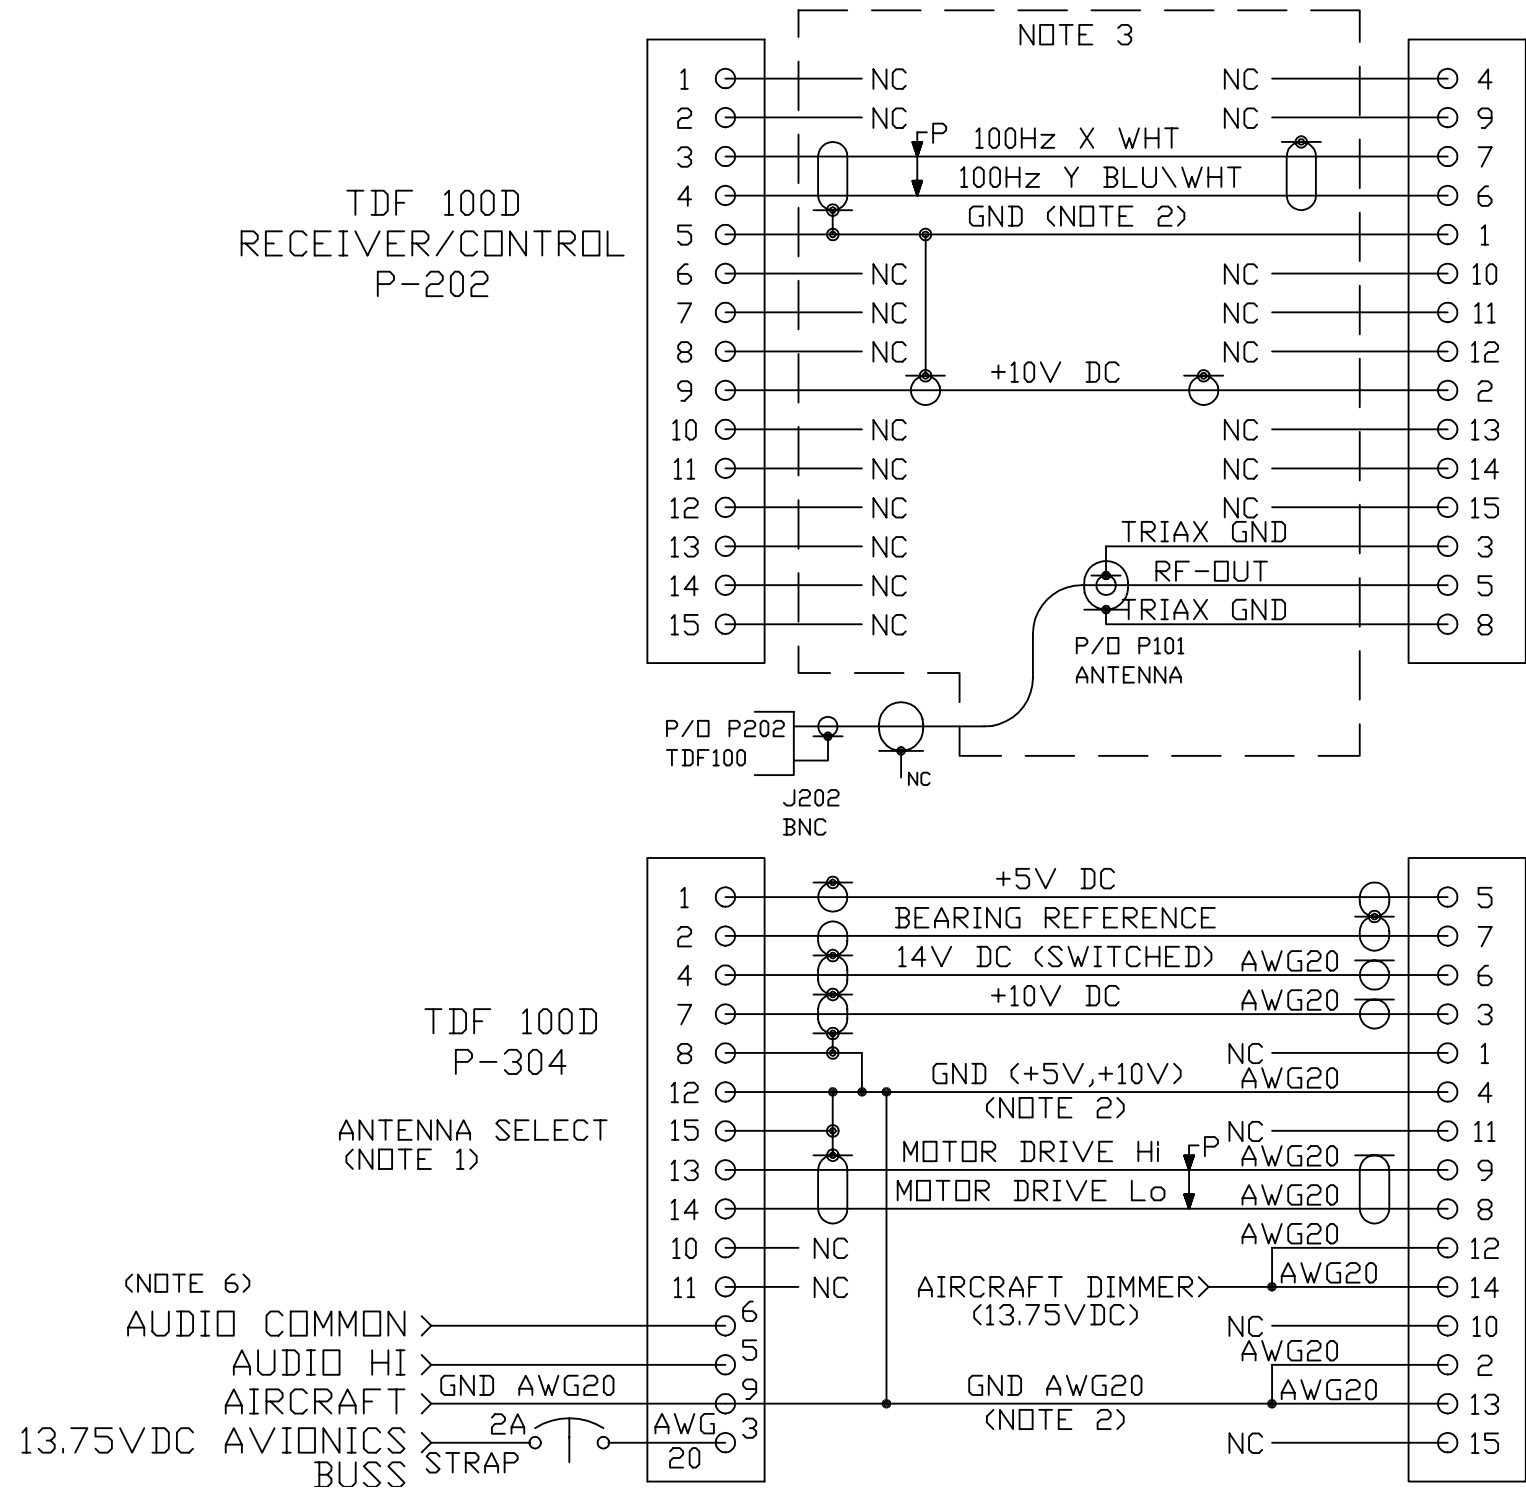 NOTE 3
1 NC NC 4
2 NC NC 9
P
3 100Hz X WHT 7
4 100Hz Y BLU\WHT 6
5 GND (NOTE 2) 1
6 NC NC 10
7 NC NC 11
8 NC NC 12
9 +10V DC 2
10 NC NC 13
11 NC NC 14
12 NC NC 15
13 NC TRIAX GND 3
14 NC RF-OUT 5
15 NC TRIAX GND 8
TDF 100D
RECEIVER/CONTROL
P-202
P/O P101
ANTENNA
P/O P202
TDF100
NC
J202
BNC
1 +5V DC 5
2 BEARING REFERENCE 7
4 14V DC (SWITCHED) AWG20 6
7 +10V DC AWG20 3
8 NC 1
12 GND (+5V,+10V) AWG20 4
(NOTE 2)
15 NC 11
13 MOTOR DRIVE Hi P AWG20 9
14 MOTOR DRIVE Lo AWG20 8
10 NC AWG20 12
11 NC AIRCRAFT DIMMER AWG20 14
(13.75VDC)
TDF 100D
P-304
ANTENNA SELECT
(NOTE 1)
(NOTE 6)
AUDIO COMMON 6 NC 10
AUDIO HI 5 AWG20 2
AIRCRAFT GND AWG20 9 GND AWG20 AWG20 13
(NOTE 2)
13.75VDC AVIONICS 2A AWG 3 NC 15
BUSS STRAP 20